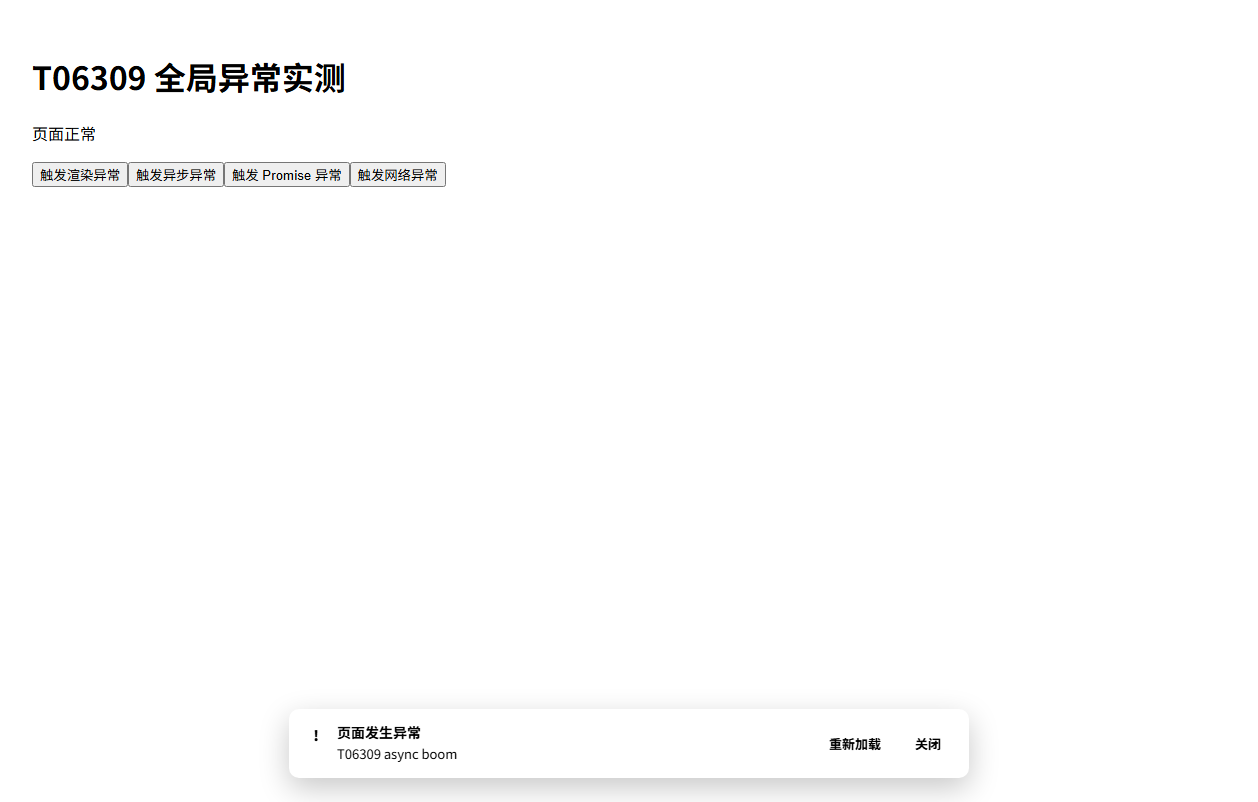 T06309 全局异常实测
页面正常
触发渲染异常 触发异步异常 触发 Promise 异常 触发网络异常
! 页面发生异常
T06309 async boom
重新加载 关闭